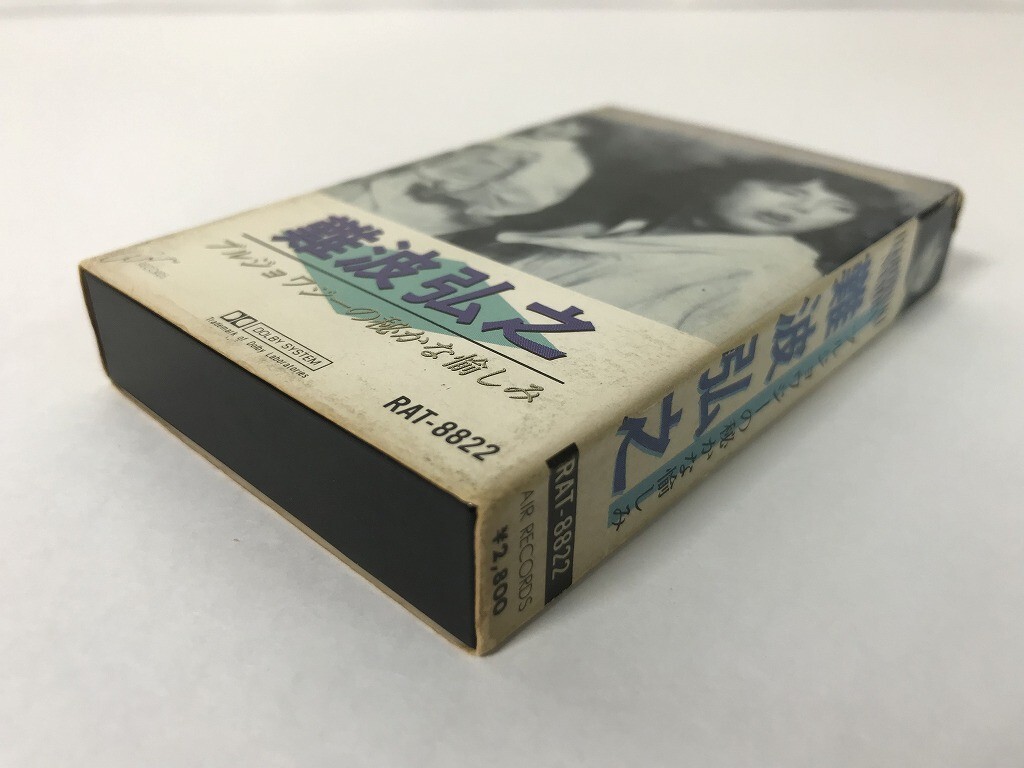 難波弘之
ブルジョワジーの秘かな愉しみ
RECORDS
DOLBY SYSTEM
Trademark of Dolby Laboratories
RAT-8822
難波弘之
ブルジョワジーの秘かな愉しみ
RAT-8822
AIR RECORDS
¥2,800